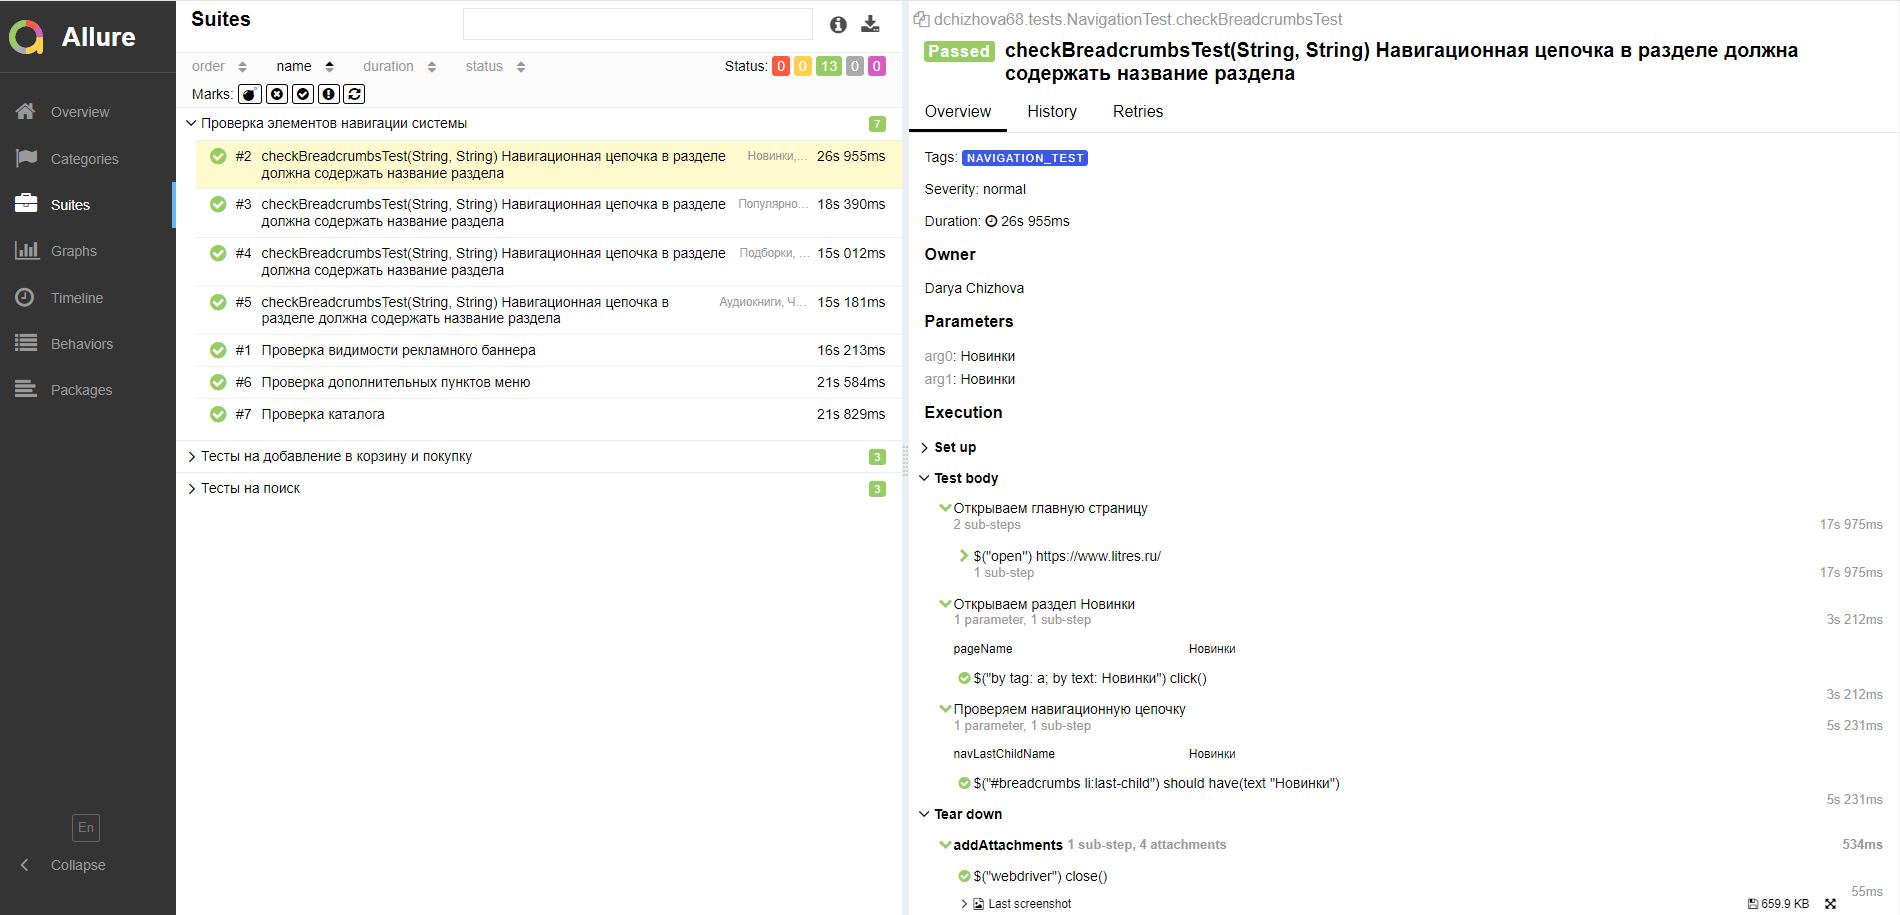 Allure
Overview
Categories
Suites
Graphs
Timeline
Behaviors
Packages
En
Collapse
Suites
order name duration status Status: 0 0 13 0 0
Marks:
Проверка элементов навигации системы 7
#2 checkBreadcrumbsTest(String, String) Навигационная цепочка в разделе Новинки,... 26s 955ms
должна содержать название раздела
#3 checkBreadcrumbsTest(String, String) Навигационная цепочка в разделе Популярно... 18s 390ms
должна содержать название раздела
#4 checkBreadcrumbsTest(String, String) Навигационная цепочка в разделе Подборки, ... 15s 012ms
должна содержать название раздела
#5 checkBreadcrumbsTest(String, String) Навигационная цепочка в Аудиокниги, Ч... 15s 181ms
разделе должна содержать название раздела
#1 Проверка видимости рекламного баннера 16s 213ms
#6 Проверка дополнительных пунктов меню 21s 584ms
#7 Проверка каталога 21s 829ms
Тесты на добавление в корзину и покупку 3
Тесты на поиск 3
dchizhova68.tests.NavigationTest.checkBreadcrumbsTest
Passed checkBreadcrumbsTest(String, String) Навигационная цепочка в разделе должна
содержать название раздела
Overview History Retries
Tags: NAVIGATION_TEST
Severity: normal
Duration: 26s 955ms
Owner
Darya Chizhova
Parameters
arg0: Новинки
arg1: Новинки
Execution
Set up
Test body
Открываем главную страницу
2 sub-steps 17s 975ms
$("open") https://www.litres.ru/
1 sub-step 17s 975ms
Открываем раздел Новинки
1 parameter, 1 sub-step 3s 212ms
pageName Новинки
$("by tag: a; by text: Новинки") click()
3s 212ms
Проверяем навигационную цепочку
1 parameter, 1 sub-step 5s 231ms
navLastChildName Новинки
$("#breadcrumbs li:last-child") should have(text "Новинки")
5s 231ms
Tear down
addAttachments 1 sub-step, 4 attachments 534ms
$("webdriver") close()
55ms
Last screenshot 659.9 KB